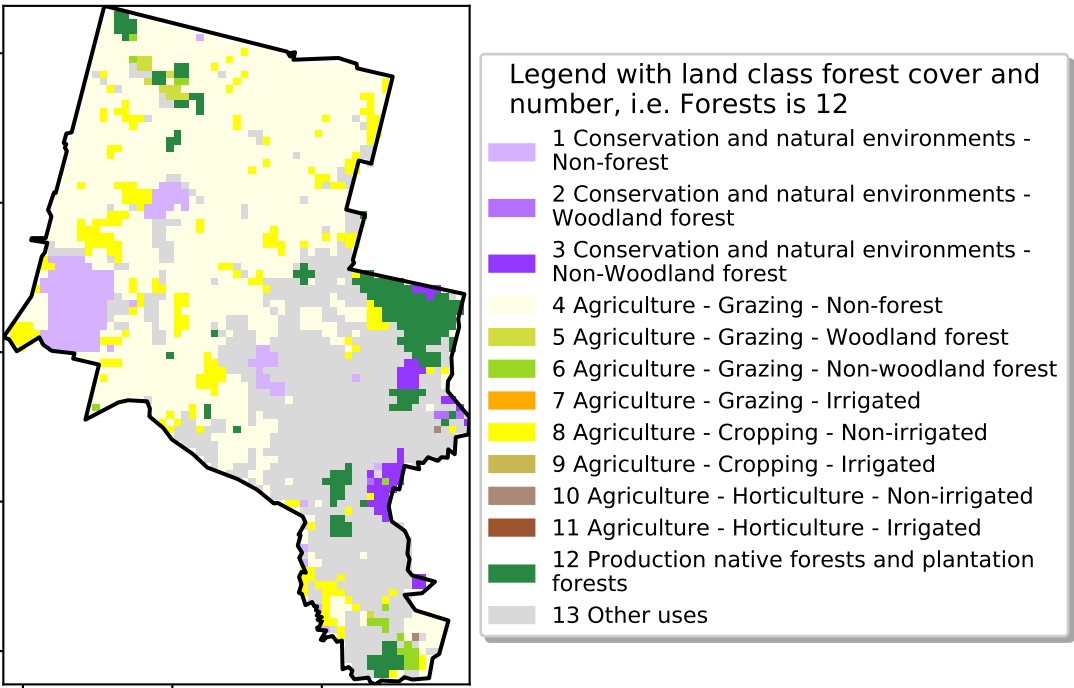 Legend with land class forest cover and
number, i.e. Forests is 12
1 Conservation and natural environments -
Non-forest
2 Conservation and natural environments -
Woodland forest
3 Conservation and natural environments -
Non-Woodland forest
4 Agriculture - Grazing - Non-forest
5 Agriculture - Grazing - Woodland forest
6 Agriculture - Grazing - Non-woodland forest
7 Agriculture - Grazing - Irrigated
8 Agriculture - Cropping - Non-irrigated
9 Agriculture - Cropping - Irrigated
10 Agriculture - Horticulture - Non-irrigated
11 Agriculture - Horticulture - Irrigated
12 Production native forests and plantation
forests
13 Other uses